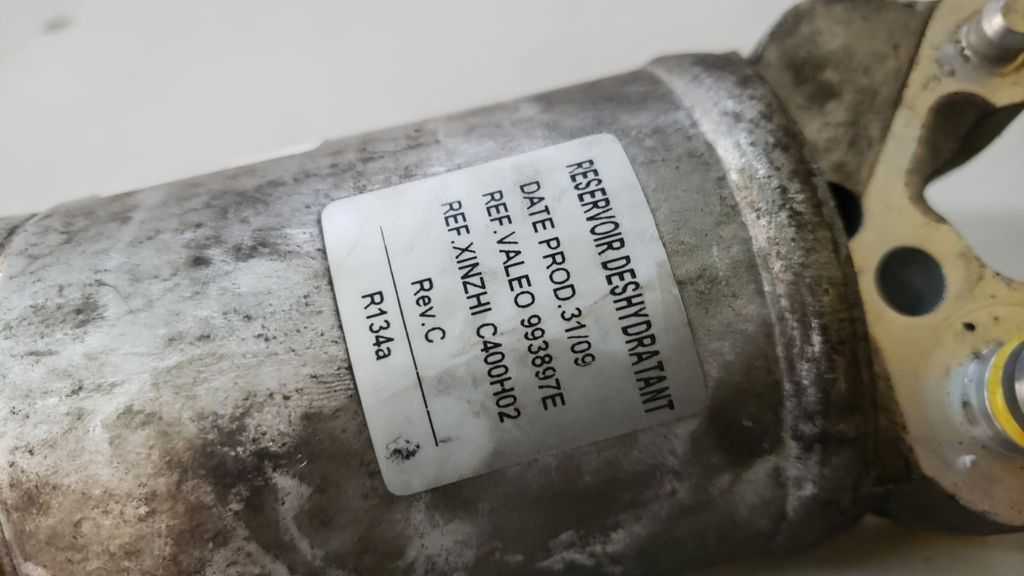 RESERVOIR DESHYDRATANT
DATE PROD.31/09
REF.VALEO 993897E
REF.XINZHI C400H02
Rev.C
R134a